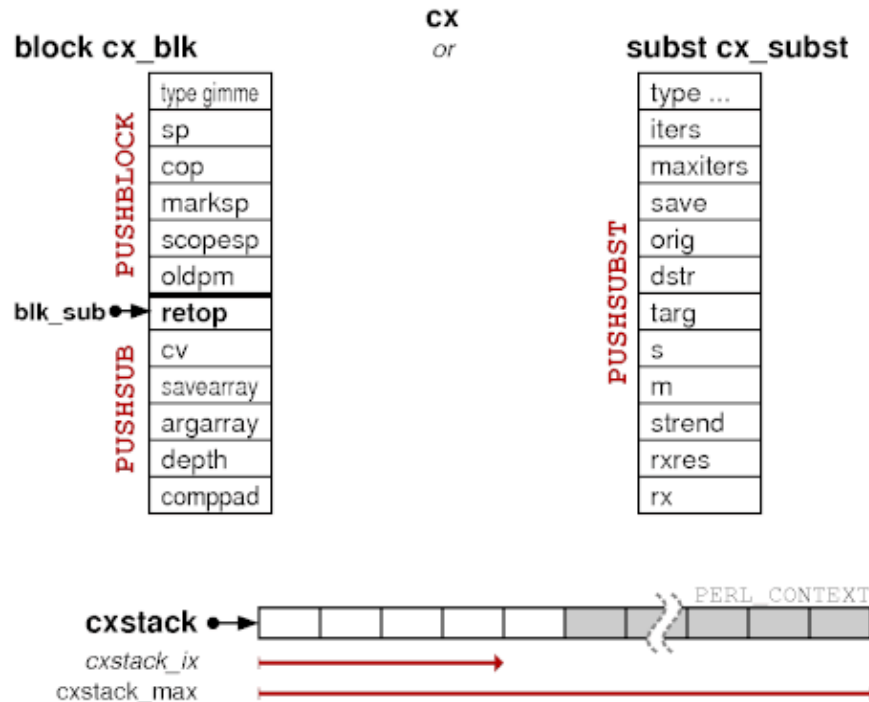 cx
block cx_blk
or
subst cx_subst
PUSHBLOCK
type gimme
sp
cop
marksp
scopesp
oldpm
blk_sub
retop
PUSHSUB
cv
savearray
argarray
depth
comppad
PUSHSUBST
type ...
iters
maxiters
save
orig
dstr
targ
s
m
strend
rxres
rx
PERL_CONTEXT
cxstack
cxstack_ix
cxstack_max